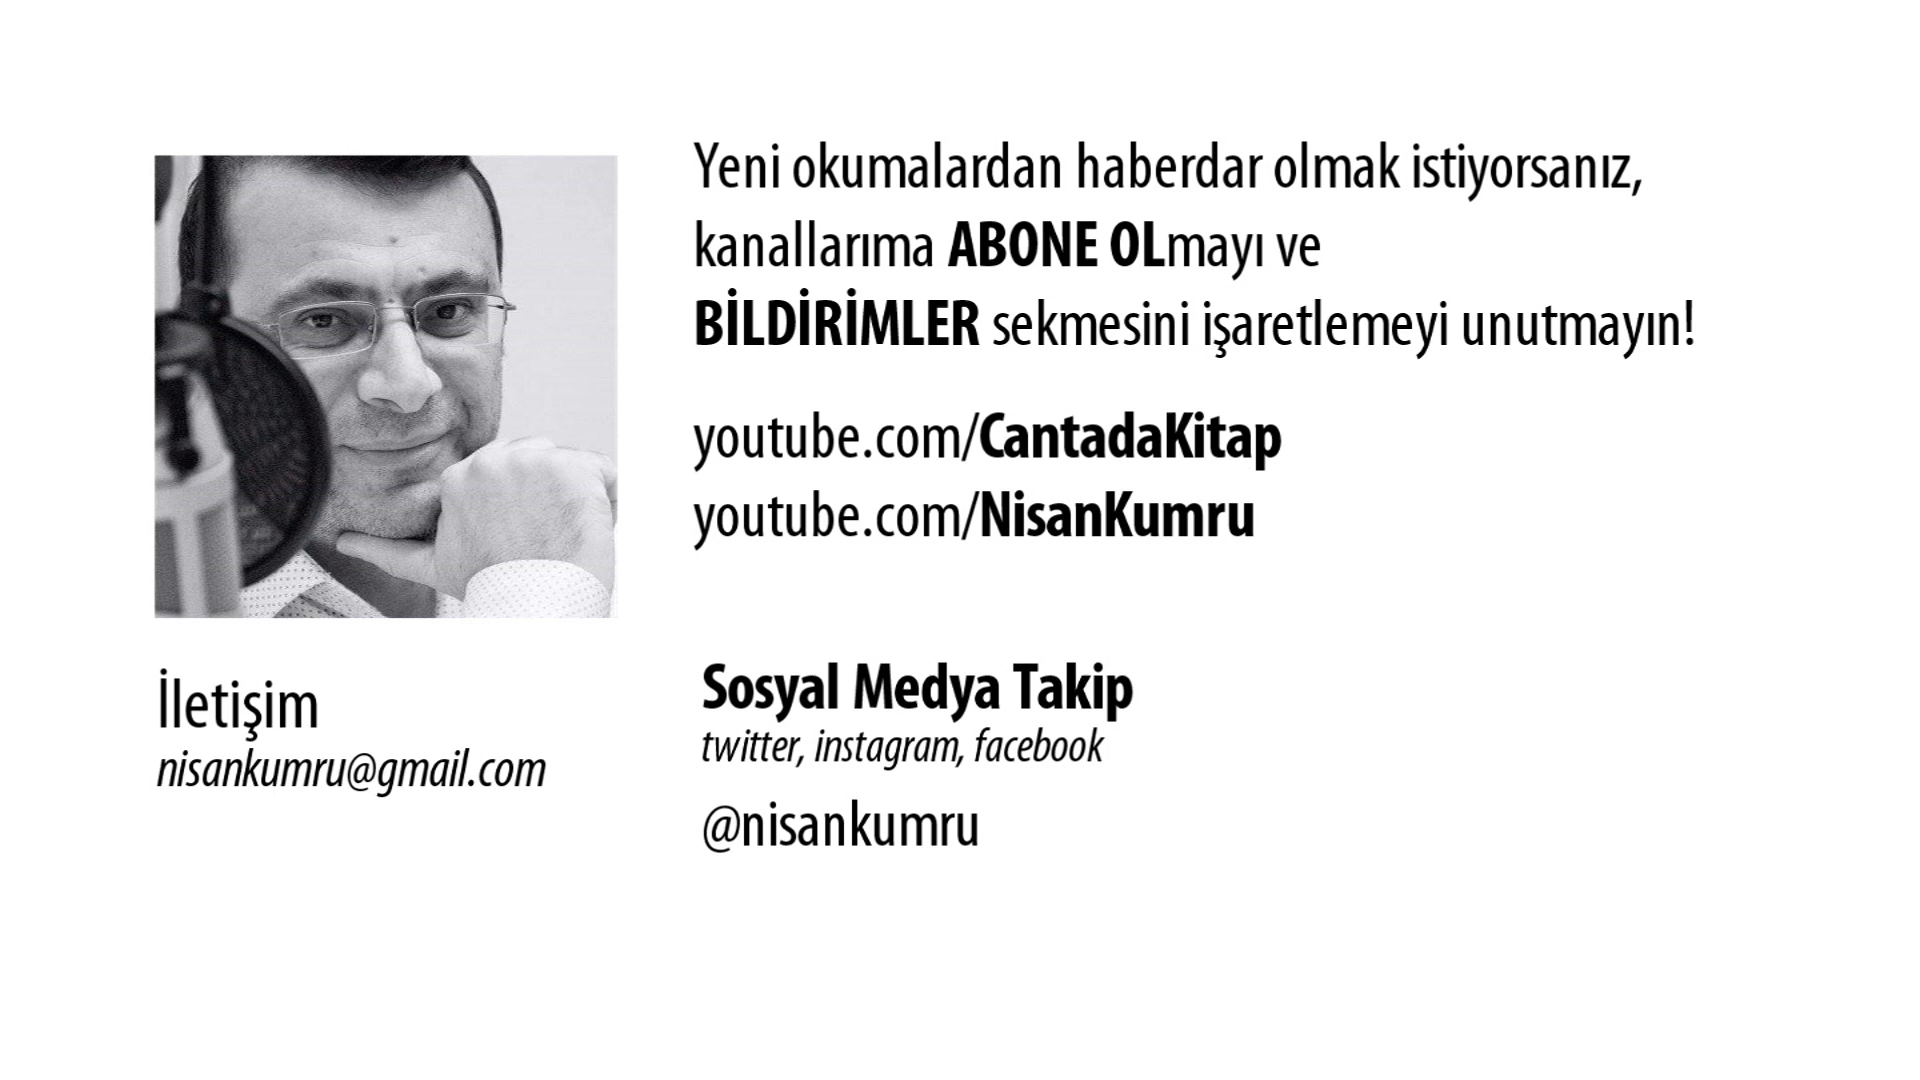 Yeni okumalardan haberdar olmak istiyorsanız,
kanallarıma ABONE OLmayı ve
BİLDİRİMLER sekmesini işaretlemeyi unutmayın!
youtube.com/CantadaKitap
youtube.com/NisanKumru
İletişim
nisankumru@gmail.com
Sosyal Medya Takip
twitter, instagram, facebook
@nisankumru